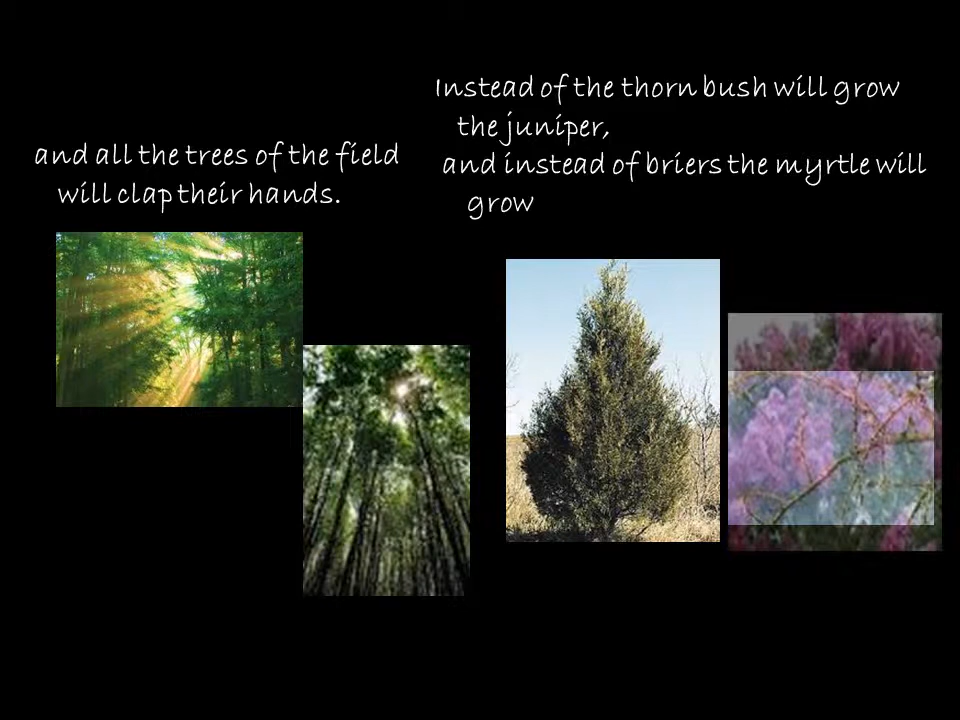 and all the trees of the field
will clap their hands.
Instead of the thorn bush will grow
the juniper,
and instead of briers the myrtle will
grow